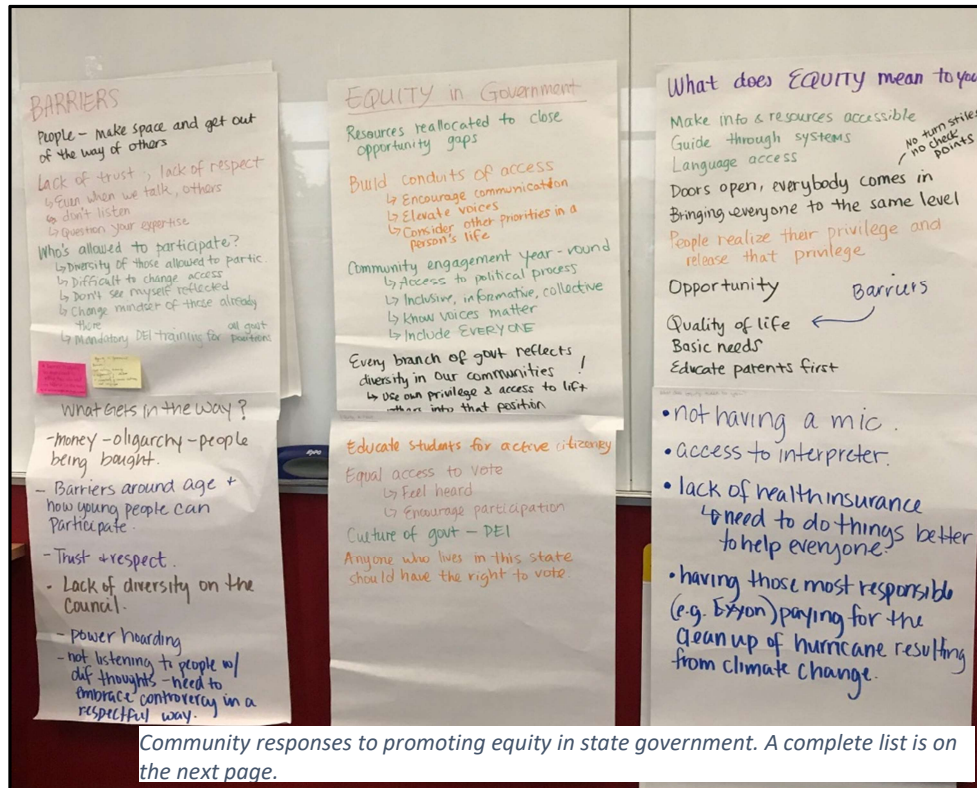 BARRIERS
People - make space and get out
of the way of others
Lack of trust, lack of respect
↳ Even when we talk, others
↳ don't listen
↳ Question your expertise
Who's allowed to participate?
↳ Diversity of those allowed to partic.
↳ Difficult to change access
↳ Don't see myself reflected
↳ Change mindset of those already
there
↳ Mandatory DEI training for all govt
positions
What Gets in the way?
-money-oligarchy-people
being bought.
- Barriers around age +
how young people can
Participate.
-Trust + respect.
• Lack of diversity on the
Council.
- power hoarding
- not listening to people w/
dif thoughts - need to
embrace controvercy in a
respectful way.
EQUITY in Government
Resources reallocated to close
opportunity gaps
Build conduits of access
↳ Encourage communication
↳ Elevate voices
↳ Consider other priorities in a
person's life
Community engagement year-round
↳ Access to political process
↳ Inclusive, informative, collective
↳ Know voices matter
↳ Include EVERYONE
Every branch of govt reflects
diversity in our communities!
↳ Use own privilege & access to lift
others into that position
Educate students for active citizency
Equal access to vote
↳ Feel heard
↳ Encourage participation
Culture of govt - DEI
Anyone who lives in this state
should have the right to vote.
What does EQUITY mean to you
Make info & resources accessible
Guide through systems
Language access
No turn stiles
no check
points
Doors open, everybody comes in
Bringing everyone to the same level
People realize their privilege and
release that privilege
Opportunity
Barriers
Quality of life
Basic needs
Educate parents first
• not having a mic.
• access to interpreter.
• lack of health insurance
↳ need to do things better
to help everyone.
• having those most responsible
(e.g. Exxon) paying for the
clean up of hurricane resulting
from climate change.
expo
Community responses to promoting equity in state government. A complete list is on
the next page.